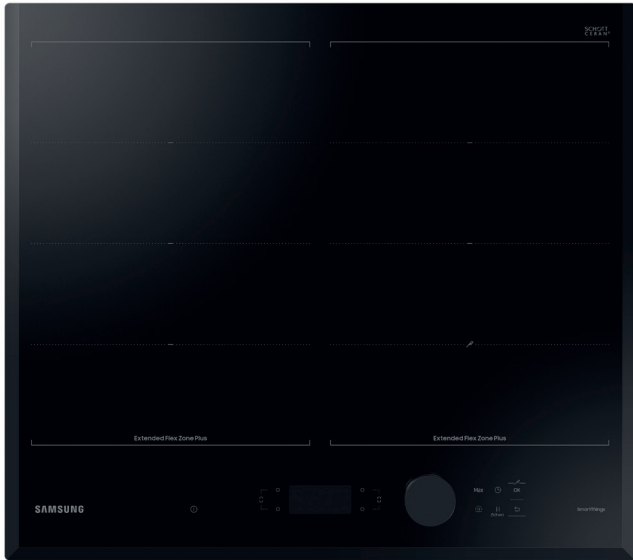 SCHOTT
CERAN®
Extended Flex Zone Plus
Extended Flex Zone Plus
Max
OK
SAMSUNG
SmartThings